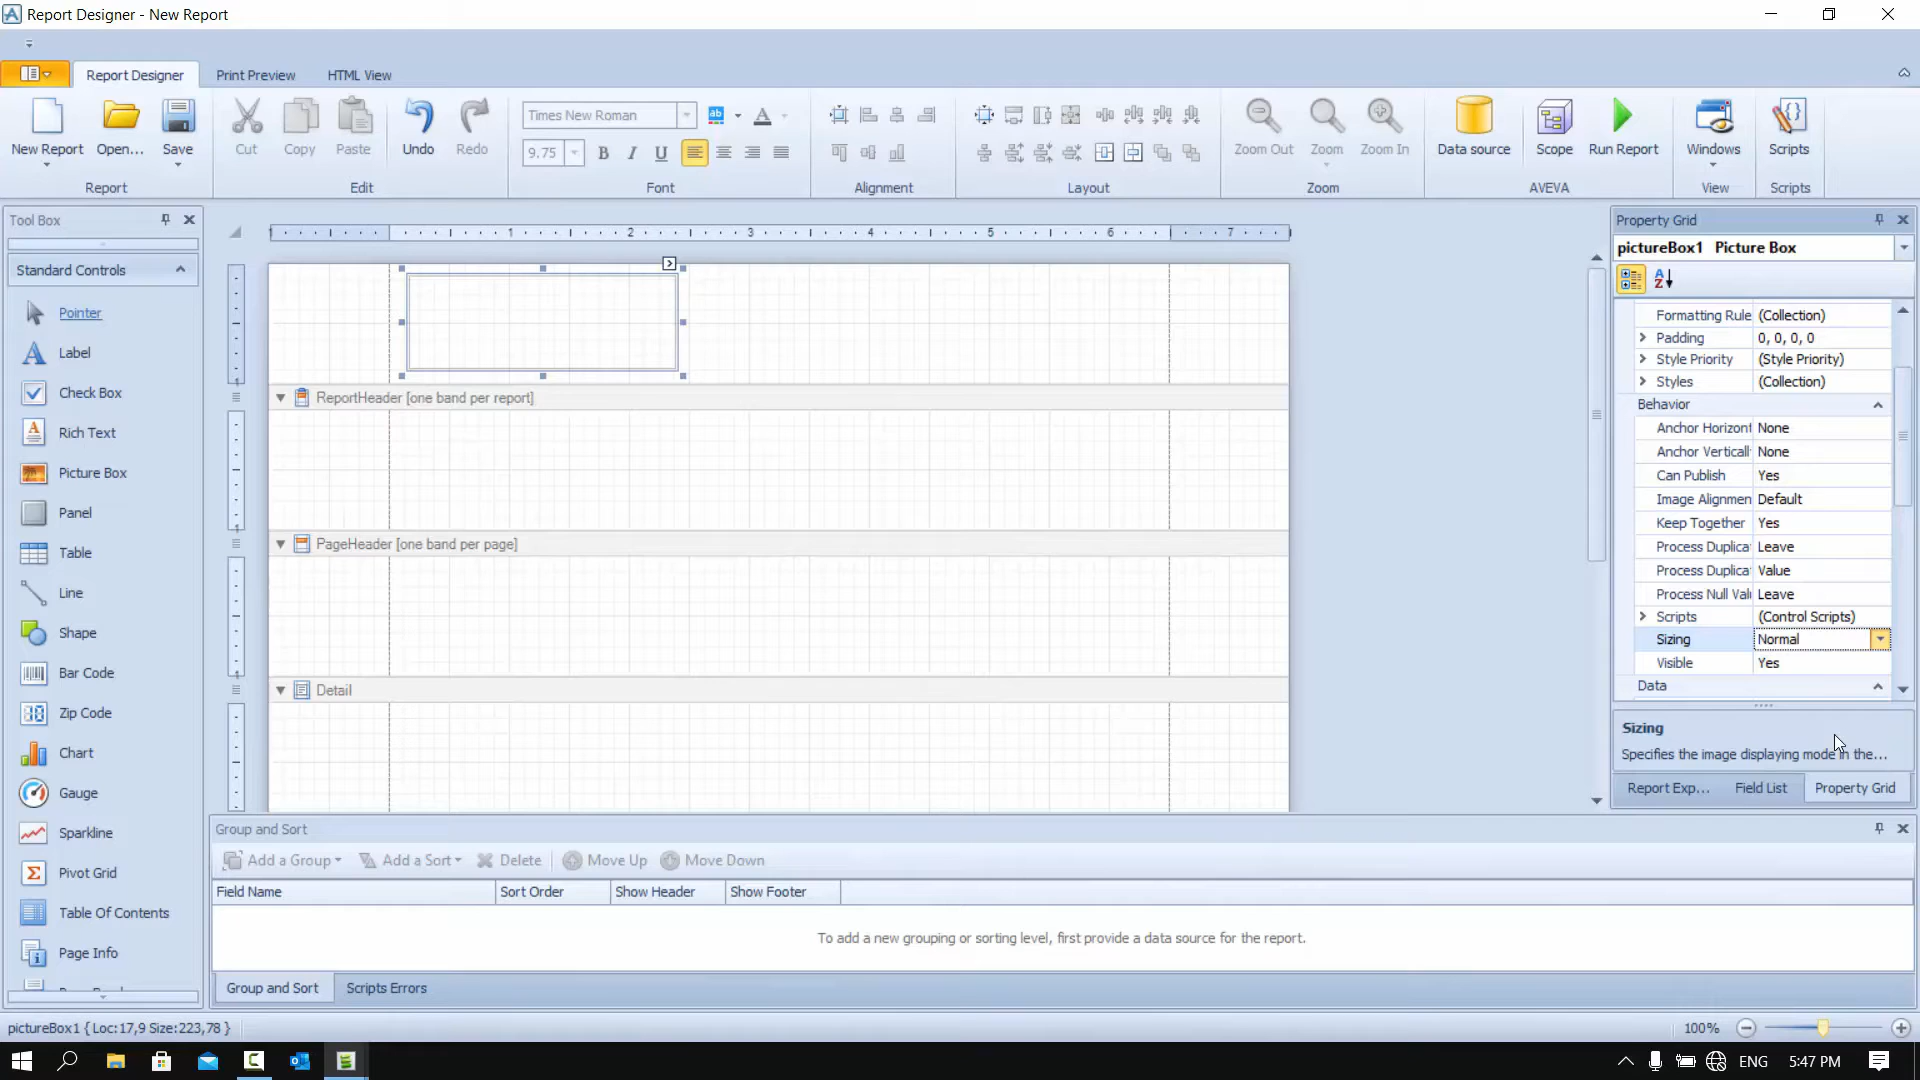 Report Designer - New Report
Report Designer
Print Preview
HTML View
New Report
Open...
Save
Cut
Copy
Paste
Undo
Redo
Times New Roman
9.75
B
I
U
Zoom Out
Zoom
Zoom In
Data source
Scope
Run Report
Windows
Scripts
Report
Edit
Font
Alignment
Layout
Zoom
AVEVA
View
Scripts
Tool Box
Standard Controls
Pointer
Label
Check Box
Rich Text
Picture Box
Panel
Table
Line
Shape
Bar Code
Zip Code
Chart
Gauge
Sparkline
Pivot Grid
Table Of Contents
Page Info
1 2 3 4 5 6 7
ReportHeader [one band per report]
PageHeader [one band per page]
Detail
Property Grid
pictureBox1 Picture Box
Formatting Rule (Collection)
Padding 0, 0, 0, 0
Style Priority (Style Priority)
Styles (Collection)
Behavior
Anchor Horizont None
Anchor Verticall None
Can Publish Yes
Image Alignmen Default
Keep Together Yes
Process Duplica Leave
Process Duplica Value
Process Null Valu Leave
Scripts (Control Scripts)
Sizing Normal
Visible Yes
Data
Sizing
Specifies the image displaying mode in the...
Report Exp...
Field List
Property Grid
Group and Sort
Add a Group
Add a Sort
Delete
Move Up
Move Down
Field Name
Sort Order
Show Header
Show Footer
To add a new grouping or sorting level, first provide a data source for the report.
Group and Sort
Scripts Errors
pictureBox1 { Loc:17,9 Size:223,78 }
100%
ENG
5:47 PM